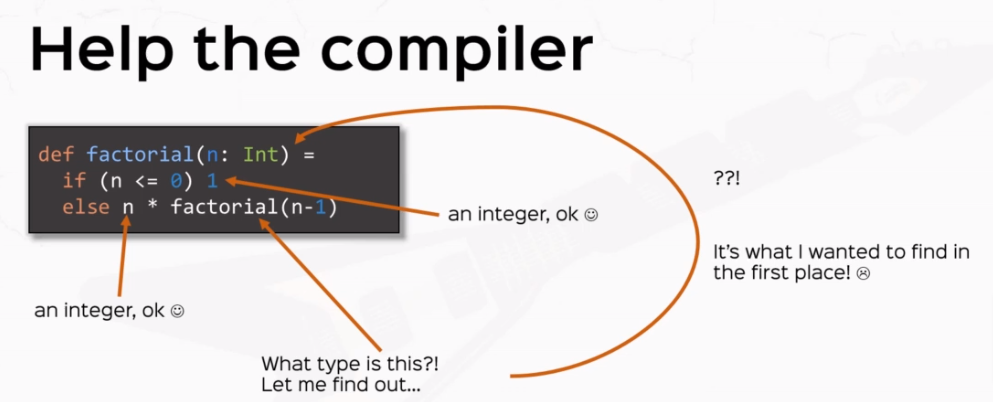 Help the compiler
def factorial(n: Int) =
  if (n <= 0) 1
  else n * factorial(n-1)
??!
an integer, ok ☺
It's what I wanted to find in
the first place! ☹
an integer, ok ☺
What type is this?!
Let me find out...